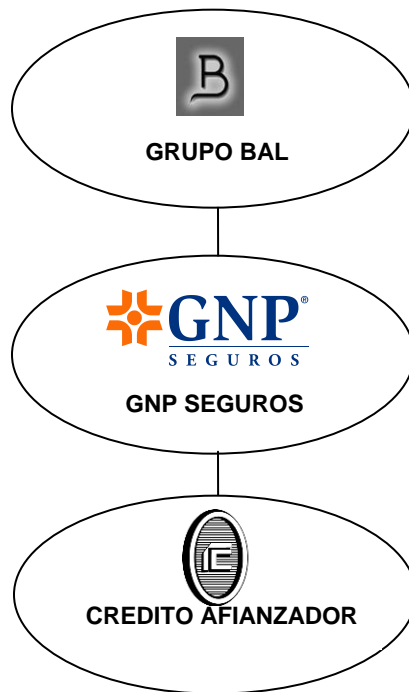 B
GRUPO BAL
GNP®
SEGUROS
GNP SEGUROS
CREDITO AFIANZADOR